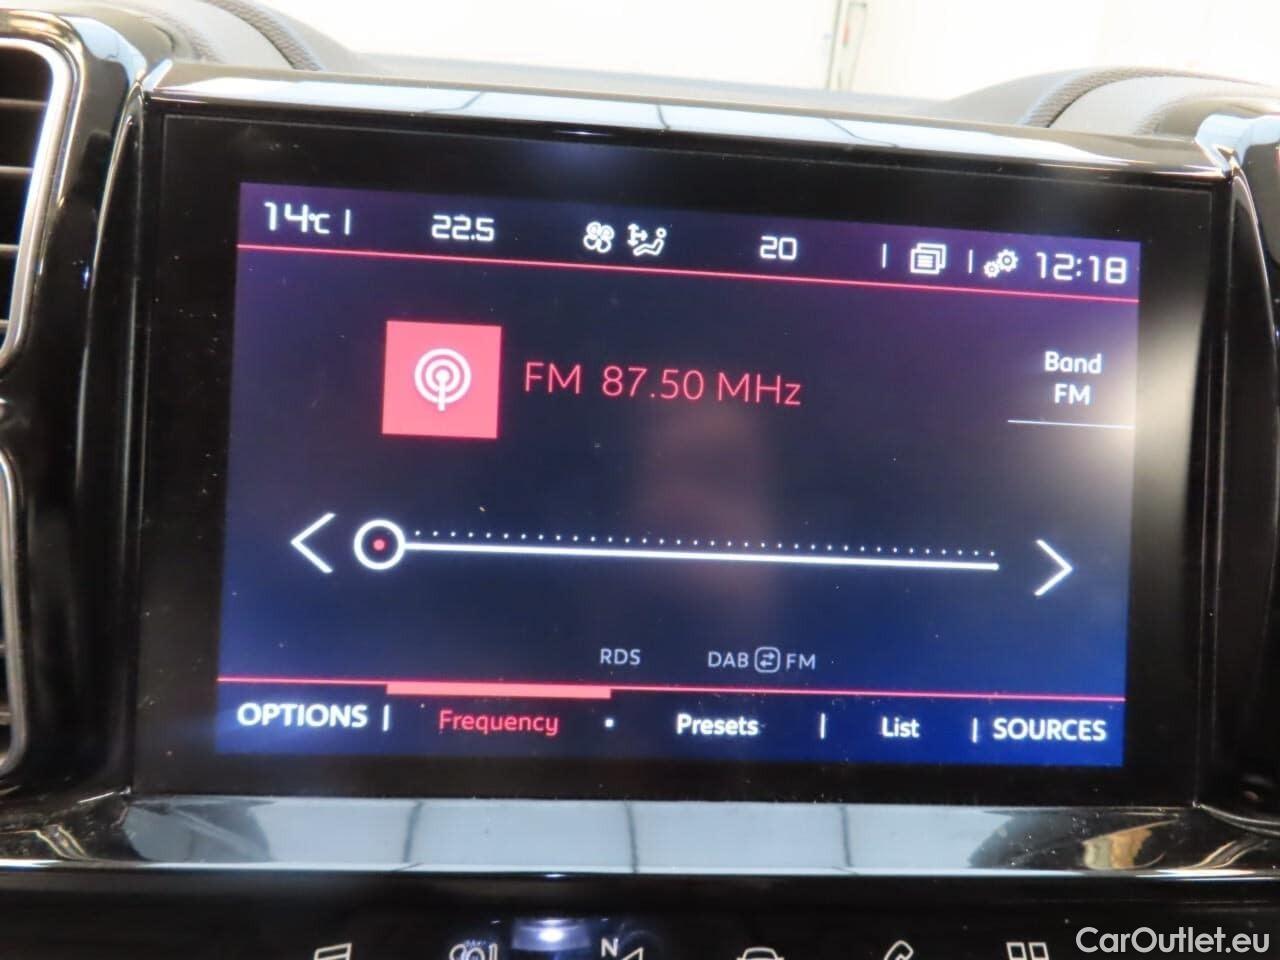 14°C 22.5 20 12:18
FM 87.50 MHz
Band
FM
RDS DAB FM
OPTIONS Frequency Presets List SOURCES
N
CarOutlet.eu